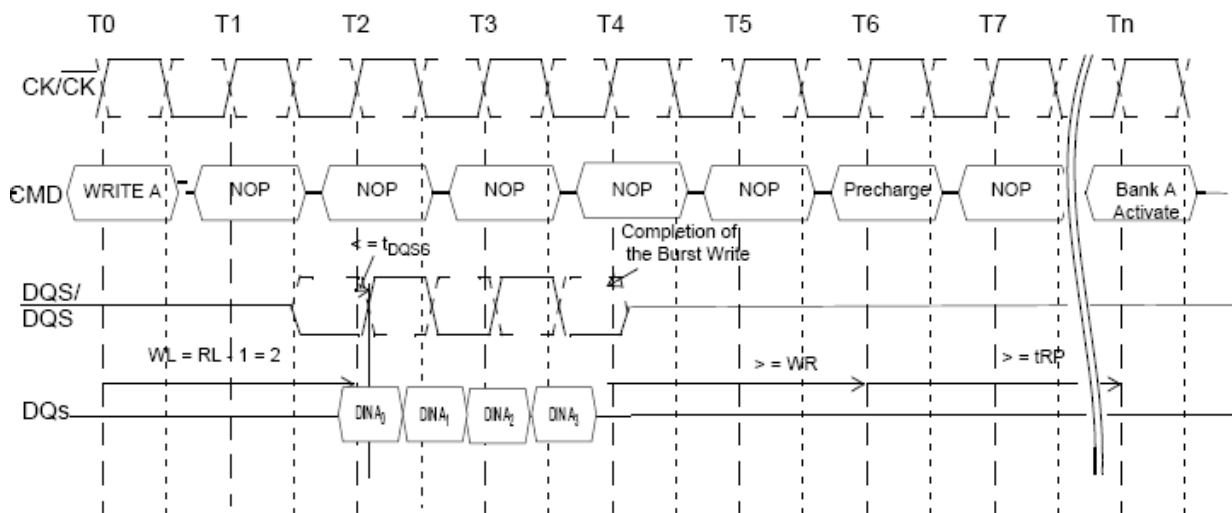 T0 T1 T2 T3 T4 T5 T6 T7 Tn
CK/CK
CMD WRITE A NOP NOP NOP NOP NOP Precharge NOP Bank A
Activate
< = tDQSS
Completion of
the Burst Write
DQS/
DQS
WL = RL - 1 = 2
> = WR
> = tRP
DQs DINA0 DINA1 DINA2 DINA3